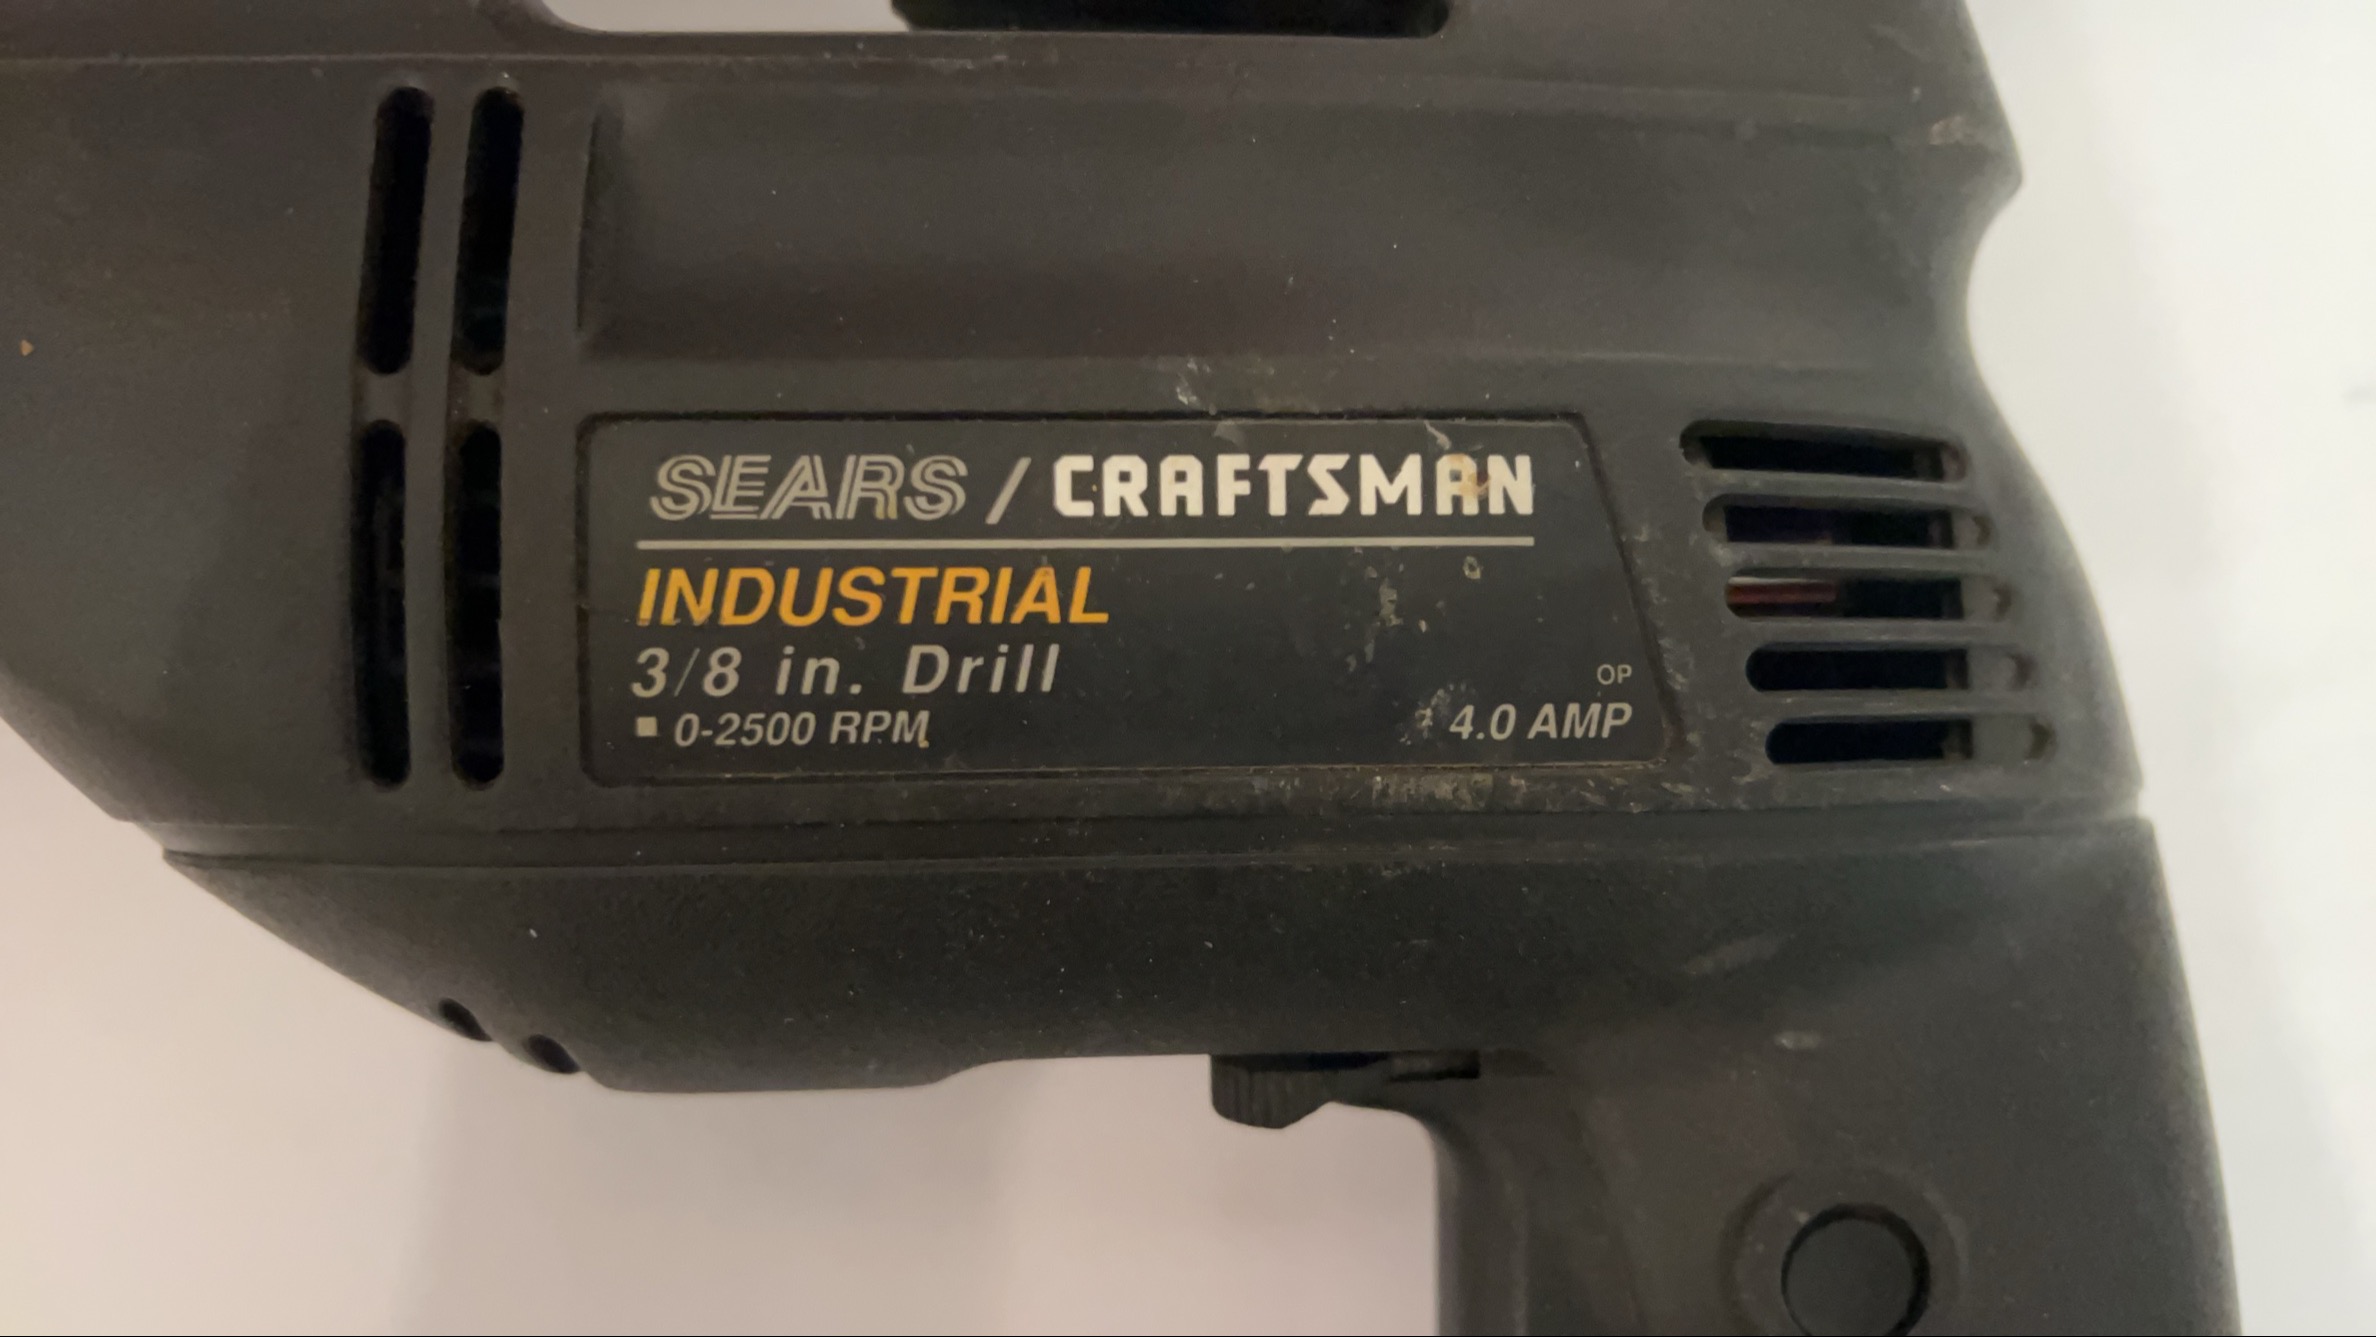 SEARS / CRAFTSMAN
INDUSTRIAL
3/8 in. Drill
OP
▪ 0-2500 RPM 4.0 AMP